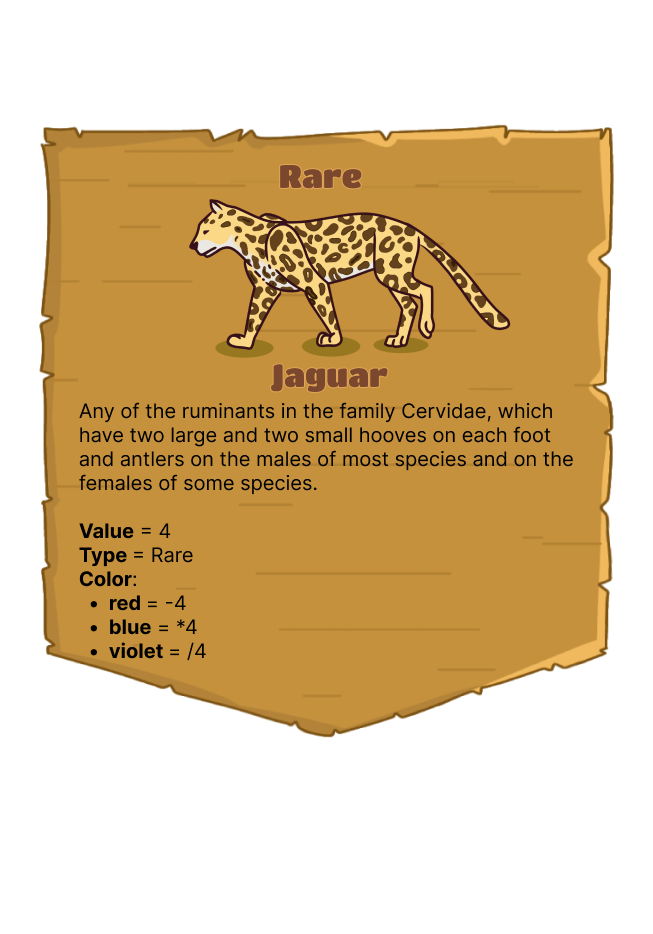 Rare
Jaguar
Any of the ruminants in the family Cervidae, which
have two large and two small hooves on each foot
and antlers on the males of most species and on the
females of some species.
Value = 4
Type = Rare
Color:
• red = -4
• blue = *4
• violet = /4